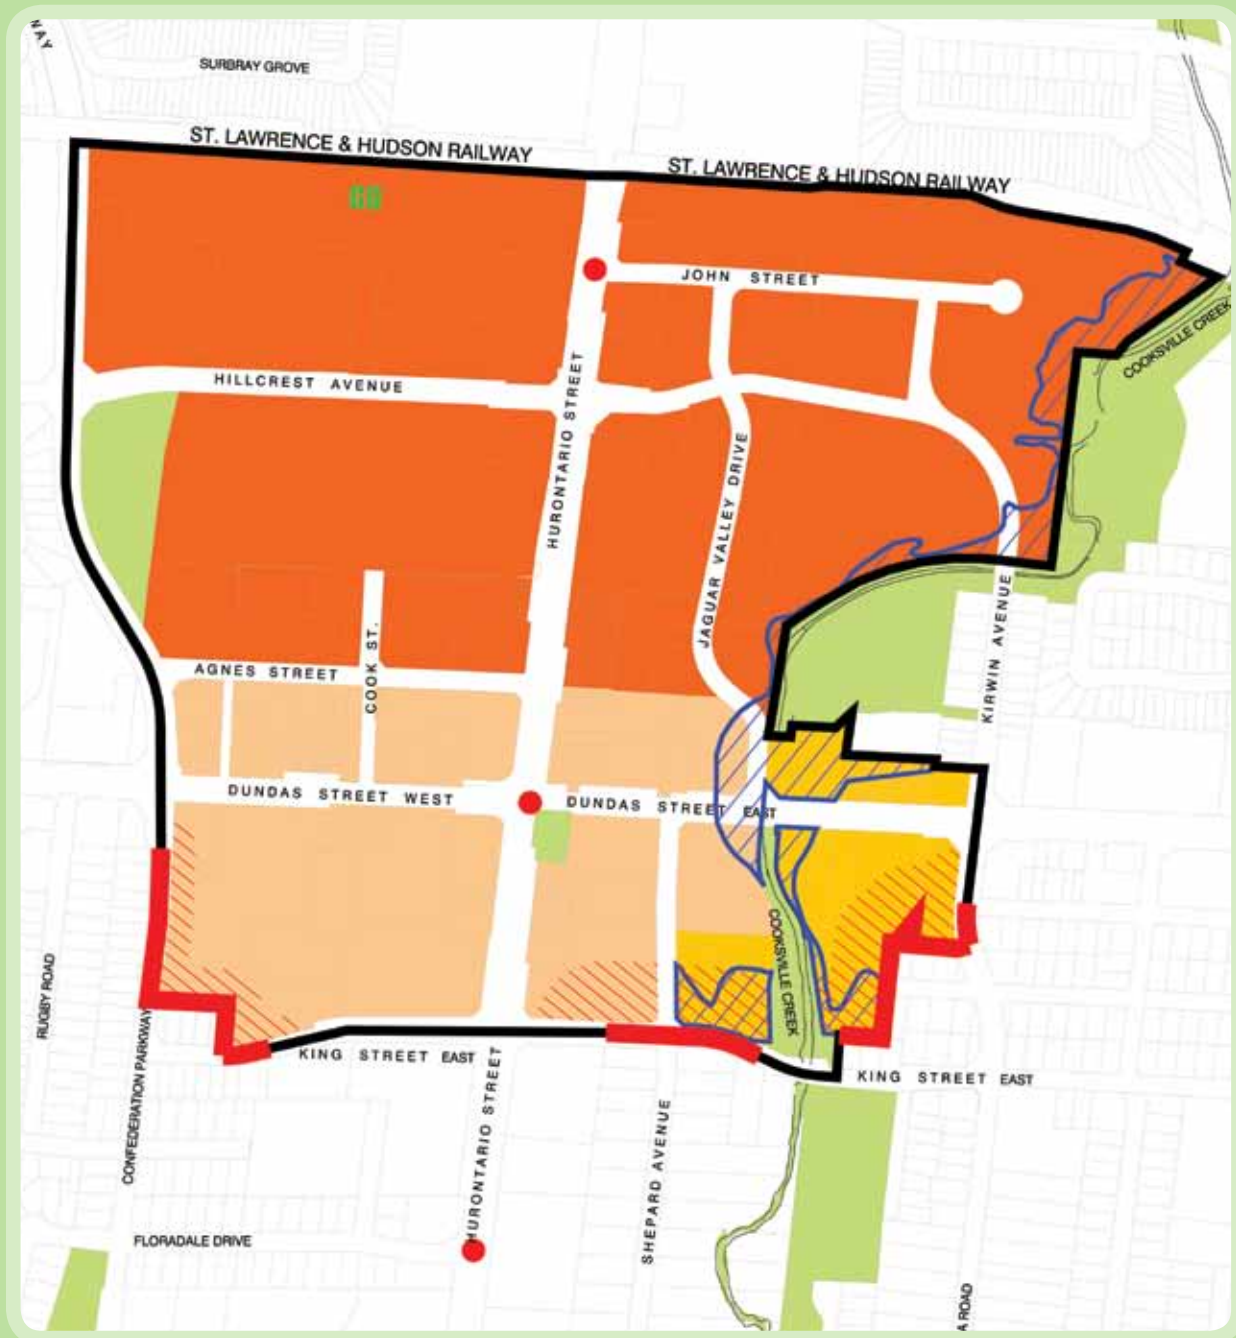 SURBRAY GROVE
ST. LAWRENCE & HUDSON RAILWAY
ST. LAWRENCE & HUDSON RAILWAY
JOHN STREET
COOKSVILLE CREEK
HILLCREST AVENUE
HURONTARIO STREET
JAGUAR VALLEY DRIVE
KIRWIN AVENUE
AGNES STREET
COOK ST.
DUNDAS STREET WEST
DUNDAS STREET EAST
COOKSVILLE CREEK
RUGBY ROAD
CONFEDERATION PARKWAY
KING STREET EAST
KING STREET EAST
HURONTARIO STREET
SHEPARD AVENUE
FLORADALE DRIVE
A ROAD